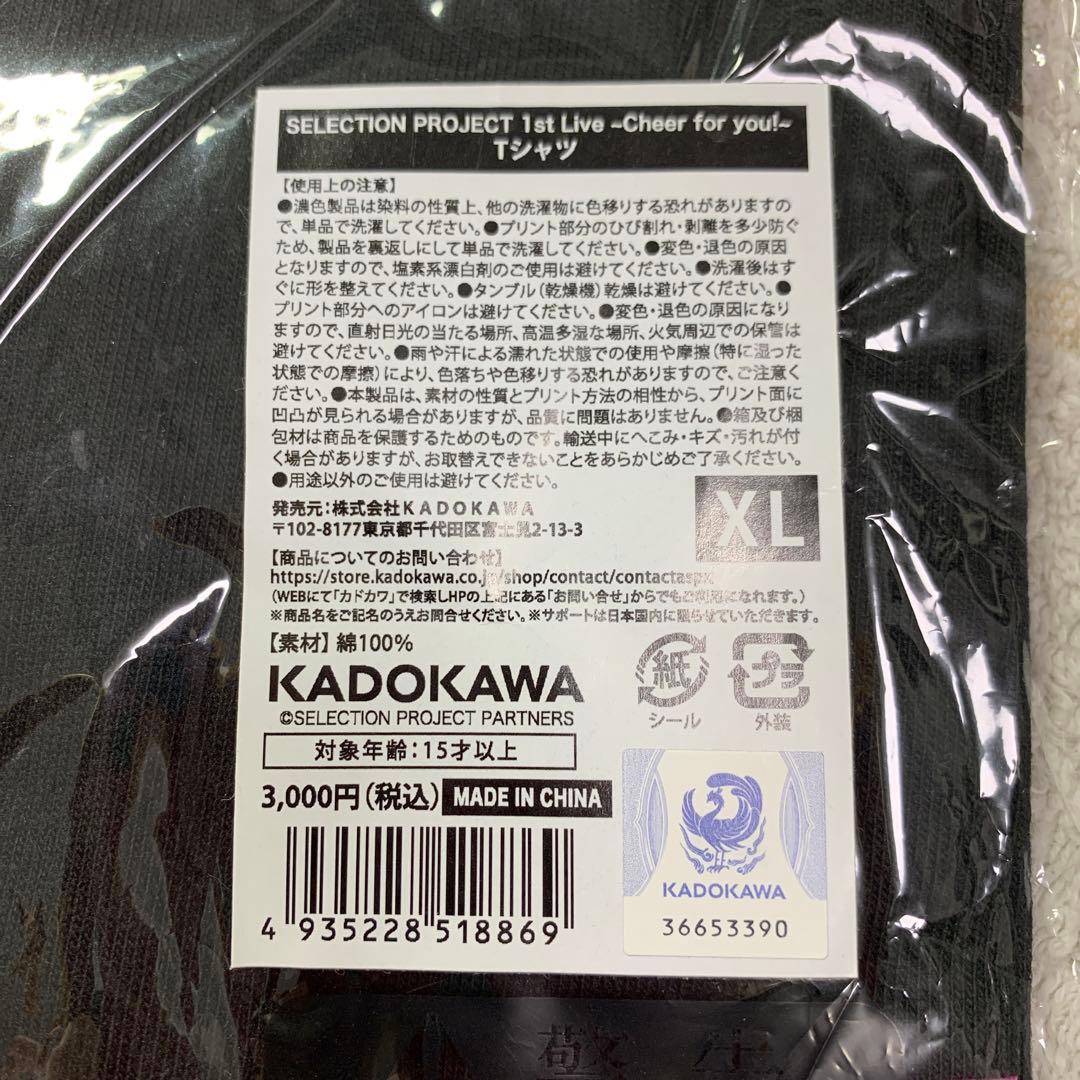 SELECTION PROJECT 1st Live ~Cheer for you!~
Tシャツ
【使用上の注意】
●濃色製品は染料の性質上、他の洗濯物に色移りする恐れがありますの
で、単品で洗濯してください。●プリント部分のひび割れ・剥離を多少防ぐ
ため、製品を裏返しにして単品で洗濯してください。●変色・退色の原因
となりますので、塩素系漂白剤のご使用は避けてください。●洗濯後はす
ぐに形を整えてください。●タンブル(乾燥機)乾燥は避けてください。●
プリント部分へのアイロンは避けてください。●変色・退色の原因になり
ますので、直射日光の当たる場所、高温多湿な場所、火気周辺での保管は
避けてください。●雨や汗による濡れた状態での使用や摩擦(特に湿った
状態での摩擦)により、色落ちや色移りする恐れがありますので、ご注意く
ださい。●本製品は、素材の性質とプリント方法の相性から、プリント面に
凹凸が見られる場合がありますが、品質に問題はありません。●箱及び梱
包材は商品を保護するためのものです。輸送中にへこみ・キズ・汚れが付
く場合がありますが、お取替えできないことをあらかじめご了承ください。
●用途以外のご使用は避けてください。
発売元:株式会社KADOKAWA
〒102-8177東京都千代田区富士見2-13-3
XL
【商品についてのお問い合わせ】
https://store.kadokawa.co.jp/shop/contact/contact.aspx
(WEBにて「カドカワ」で検索しHPの上記にある「お問い合せ」からでもご利用になれます。)
※商品名をご記名のうえお問合せください。※サポートは日本国内に限らせていただきます。
【素材】綿100%
KADOKAWA
©SELECTION PROJECT PARTNERS
紙
シール
プラ
外装
対象年齢:15才以上
3,000円(税込) MADE IN CHINA
4 935228 518869
KADOKAWA
36653390